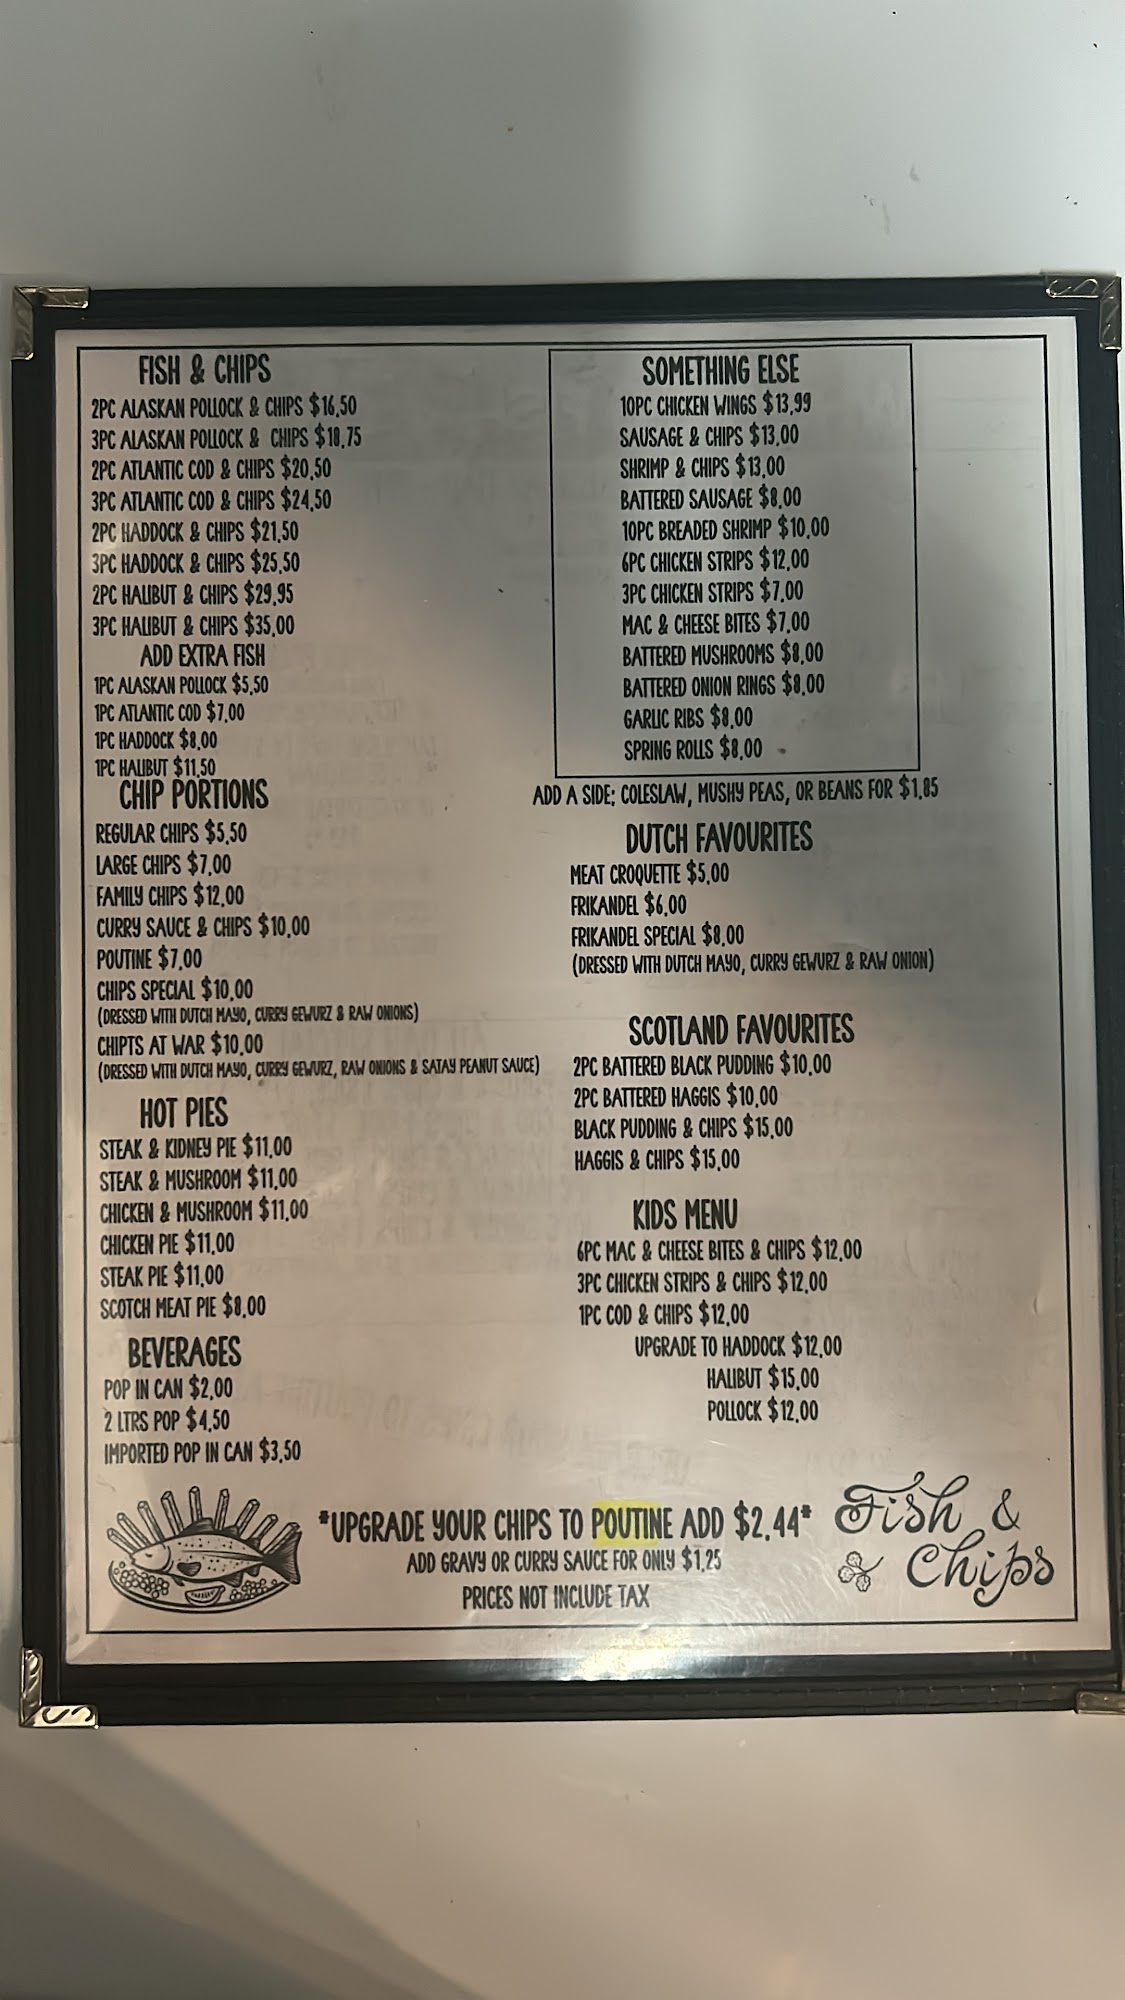 FISH & CHIPS
2PC ALASKAN POLLOCK & CHIPS $16.50
3PC ALASKAN POLLOCK & CHIPS $18.75
2PC ATLANTIC COD & CHIPS $20.50
3PC ATLANTIC COD & CHIPS $24.50
2PC HADDOCK & CHIPS $21.50
3PC HADDOCK & CHIPS $25.50
2PC HALIBUT & CHIPS $29.95
3PC HALIBUT & CHIPS $35.00
ADD EXTRA FISH
1PC ALASKAN POLLOCK $5.50
1PC ATLANTIC COD $7.00
1PC HADDOCK $8.00
1PC HALIBUT $11.50
CHIP PORTIONS
REGULAR CHIPS $5.50
LARGE CHIPS $7.00
FAMILY CHIPS $12.00
CURRY SAUCE & CHIPS $10.00
POUTINE $7.00
CHIPS SPECIAL $10.00
(DRESSED WITH DUTCH MAYO, CURRY GEWURZ & RAW ONIONS)
CHIPTS AT WAR $10.00
(DRESSED WITH DUTCH MAYO, CURRY GEWURZ, RAW ONIONS & SATAY PEANUT SAUCE)
HOT PIES
STEAK & KIDNEY PIE $11.00
STEAK & MUSHROOM $11.00
CHICKEN & MUSHROOM $11.00
CHICKEN PIE $11.00
STEAK PIE $11.00
SCOTCH MEAT PIE $8.00
BEVERAGES
POP IN CAN $2.00
2 LTRS POP $4.50
IMPORTED POP IN CAN $3.50
SOMETHING ELSE
10PC CHICKEN WINGS $13.99
SAUSAGE & CHIPS $13.00
SHRIMP & CHIPS $13.00
BATTERED SAUSAGE $8.00
10PC BREADED SHRIMP $10.00
6PC CHICKEN STRIPS $12.00
3PC CHICKEN STRIPS $7.00
MAC & CHEESE BITES $7.00
BATTERED MUSHROOMS $8.00
BATTERED ONION RINGS $8.00
GARLIC RIBS $8.00
SPRING ROLLS $8.00
ADD A SIDE: COLESLAW, MUSHY PEAS, OR BEANS FOR $1.85
DUTCH FAVOURITES
MEAT CROQUETTE $5.00
FRIKANDEL $6.00
FRIKANDEL SPECIAL $8.00
(DRESSED WITH DUTCH MAYO, CURRY GEWURZ & RAW ONION)
SCOTLAND FAVOURITES
2PC BATTERED BLACK PUDDING $10.00
2PC BATTERED HAGGIS $10.00
BLACK PUDDING & CHIPS $15.00
HAGGIS & CHIPS $15.00
KIDS MENU
6PC MAC & CHEESE BITES & CHIPS $12.00
3PC CHICKEN STRIPS & CHIPS $12.00
1PC COD & CHIPS $12.00
UPGRADE TO HADDOCK $12.00
HALIBUT $15.00
POLLOCK $12.00
*UPGRADE YOUR CHIPS TO POUTINE ADD $2.44*
ADD GRAVY OR CURRY SAUCE FOR ONLY $1.25
PRICES NOT INCLUDE TAX
Fish &
Chips